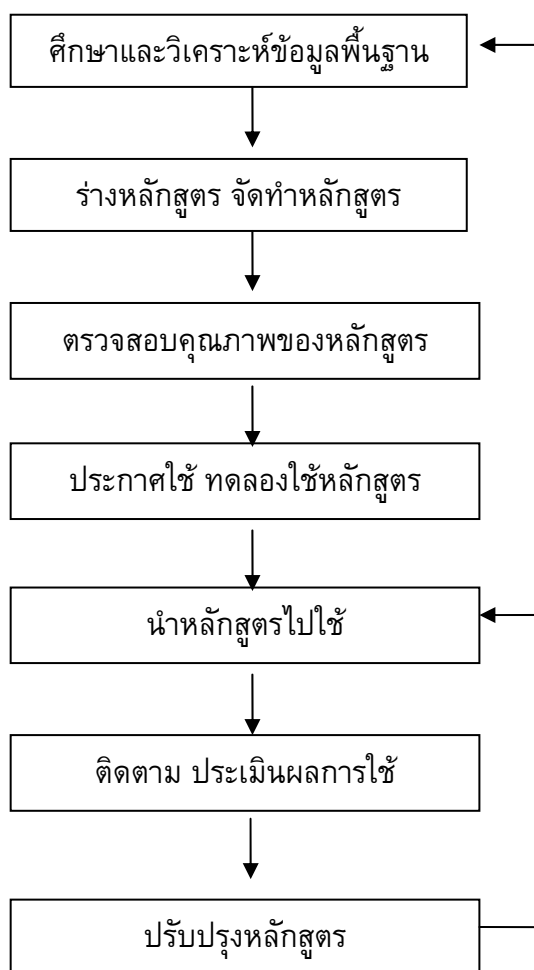 ศึกษาและวิเคราะห์ข้อมูลพื้นฐาน
ร่างหลักสูตร จัดทำหลักสูตร
ตรวจสอบคุณภาพของหลักสูตร
ประกาศใช้ ทดลองใช้หลักสูตร
นำหลักสูตรไปใช้
ติดตาม ประเมินผลการใช้
ปรับปรุงหลักสูตร